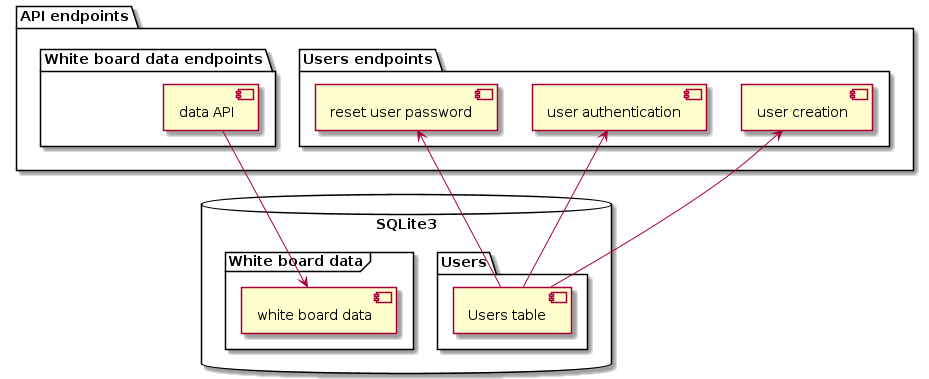 API endpoints
White board data endpoints
Users endpoints
data API
reset user password
user authentication
user creation
SQLite3
White board data
Users
white board data
Users table